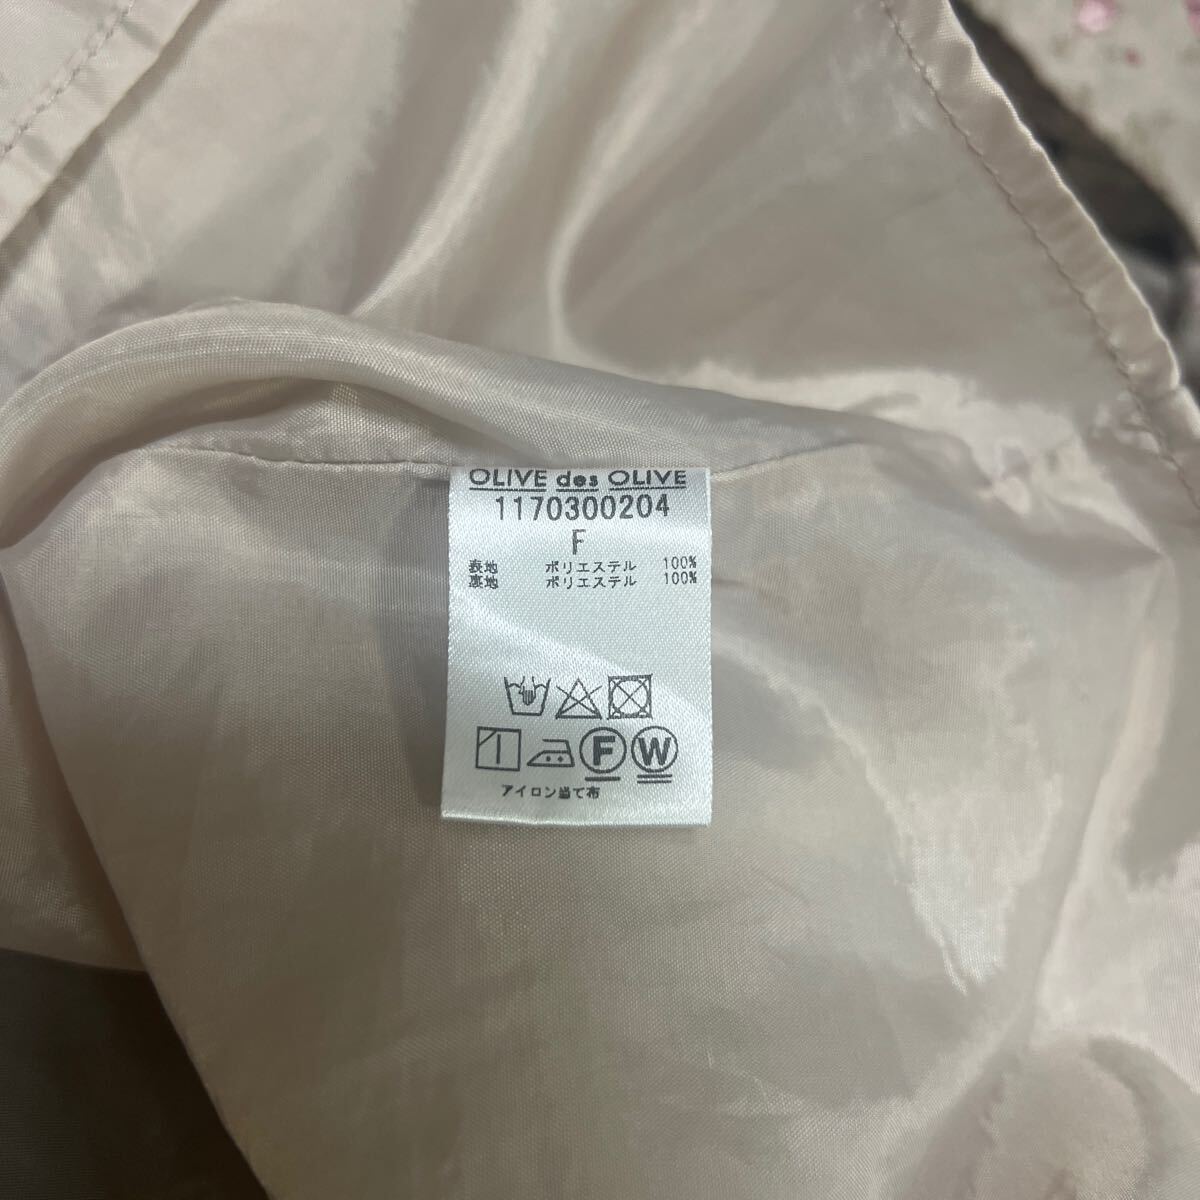 OLIVE des OLIVE
1170300204
F
表地 ポリエステル 100%
裏地 ポリエステル 100%
F W
アイロン当て布